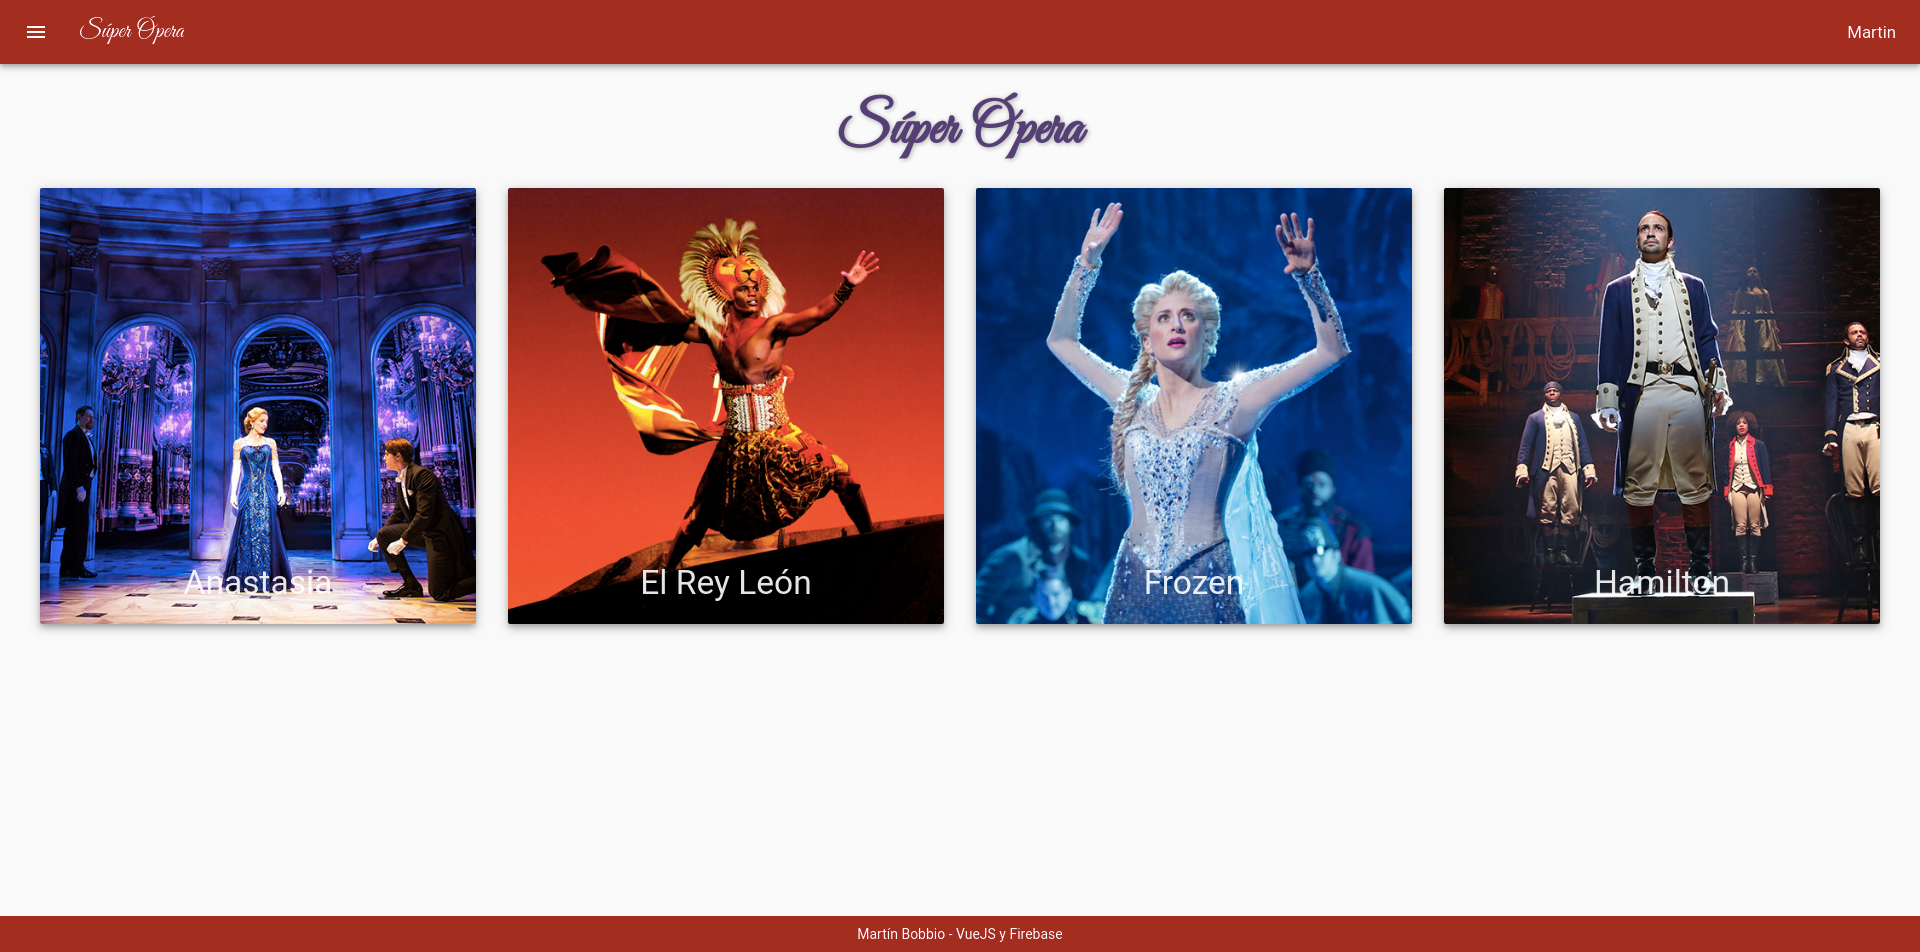 Súper Ópera
Martin
Súper Ópera
Anastasia
El Rey León
Frozen
Hamilton
Martín Bobbio - VueJS y Firebase